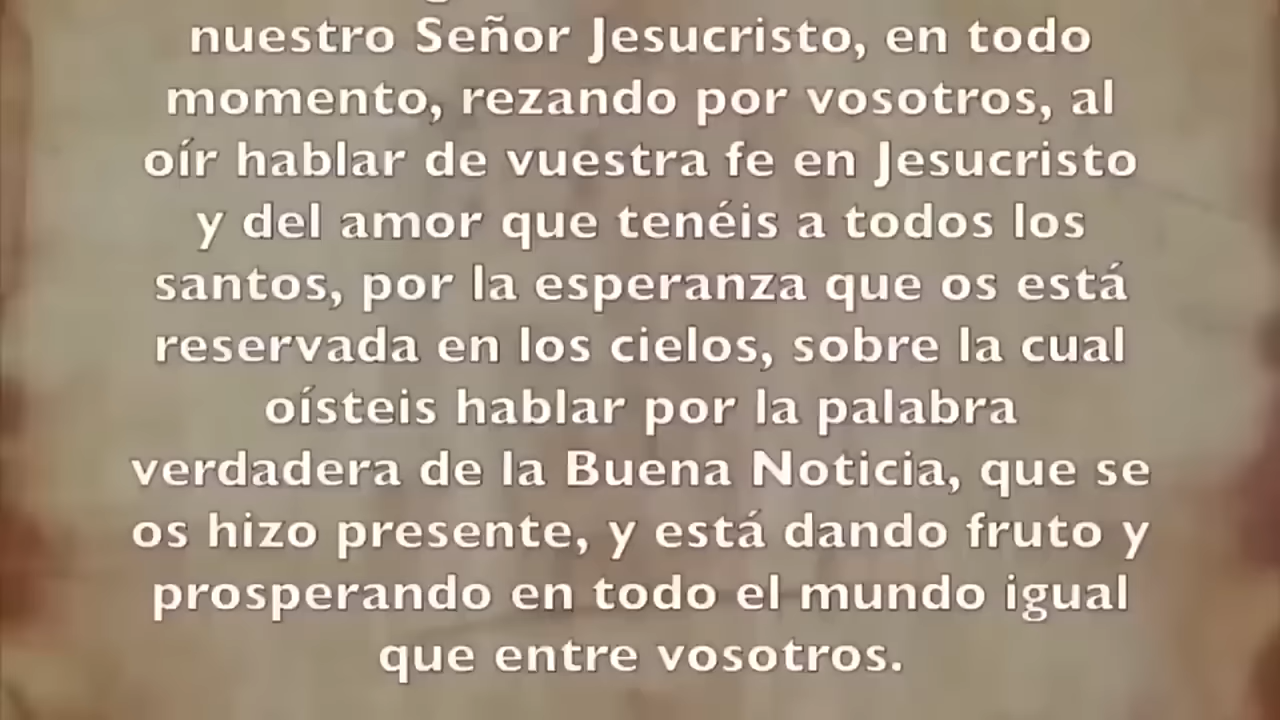 nuestro Señor Jesucristo, en todo
momento, rezando por vosotros, al
oír hablar de vuestra fe en Jesucristo
y del amor que tenéis a todos los
santos, por la esperanza que os está
reservada en los cielos, sobre la cual
oísteis hablar por la palabra
verdadera de la Buena Noticia, que se
os hizo presente, y está dando fruto y
prosperando en todo el mundo igual
que entre vosotros.